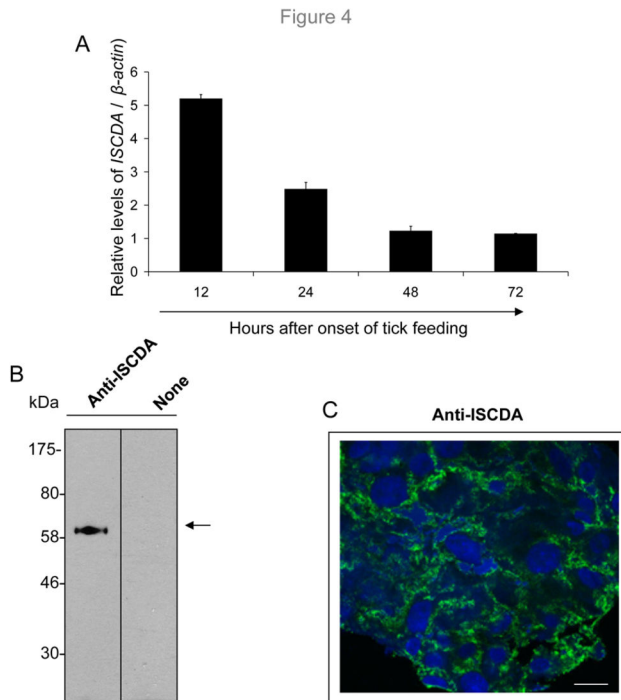 Figure 4
A
Relative levels of ISCDA / β-actin
6
5
4
3
2
1
0
12 24 48 72
Hours after onset of tick feeding
B
kDa
Anti-ISCDA
None
175-
80-
58-
46-
30-
C
Anti-ISCDA